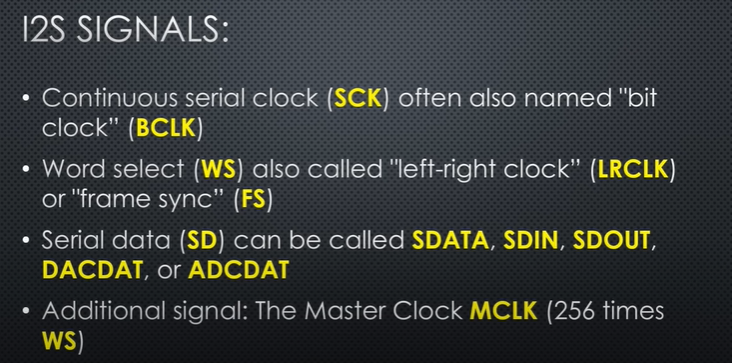 I2S SIGNALS:
• Continuous serial clock (SCK) often also named "bit
clock” (BCLK)
• Word select (WS) also called "left-right clock” (LRCLK)
or "frame sync” (FS)
• Serial data (SD) can be called SDATA, SDIN, SDOUT,
DACDAT, or ADCDAT
• Additional signal: The Master Clock MCLK (256 times
WS)